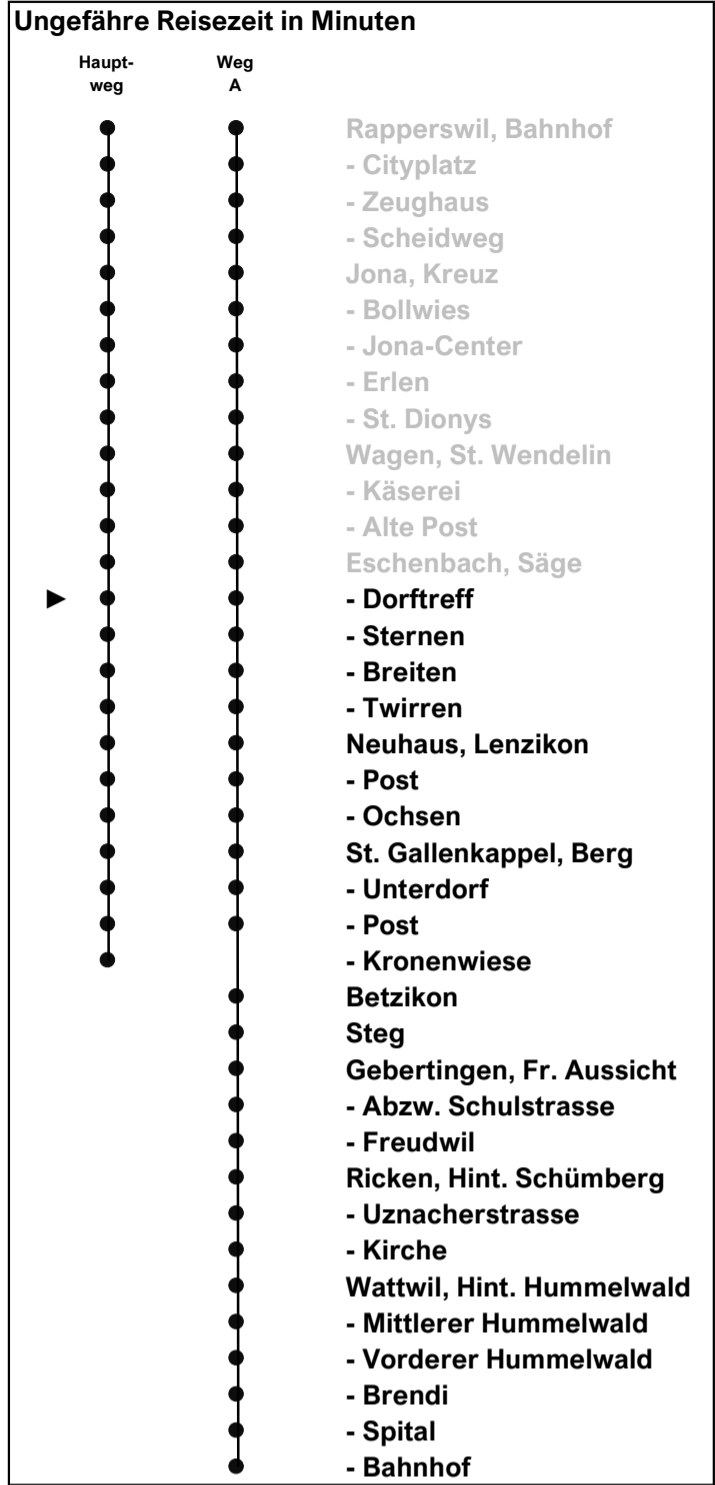 Ungefähre Reisezeit in Minuten
Haupt- Weg
weg A
Rapperswil, Bahnhof
- Cityplatz
- Zeughaus
- Scheidweg
Jona, Kreuz
- Bollwies
- Jona-Center
- Erlen
- St. Dionys
Wagen, St. Wendelin
- Käserei
- Alte Post
Eschenbach, Säge
- Dorftreff
- Sternen
- Breiten
- Twirren
Neuhaus, Lenzikon
- Post
- Ochsen
St. Gallenkappel, Berg
- Unterdorf
- Post
- Kronenwiese
Betzikon
Steg
Gebertingen, Fr. Aussicht
- Abzw. Schulstrasse
- Freudwil
Ricken, Hint. Schümberg
- Uznacherstrasse
- Kirche
Wattwil, Hint. Hummelwald
- Mittlerer Hummelwald
- Vorderer Hummelwald
- Brendi
- Spital
- Bahnhof